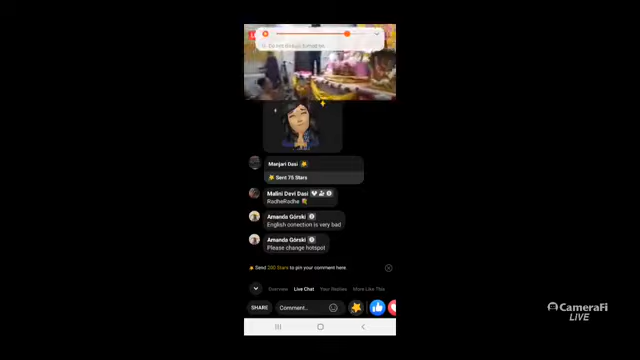 Manjari Dasi
Sent 75 Stars
Malini Devi Dasi
RadheRadhe
Amanda Górski
English conection is very bad
Amanda Górski
Please change hotspot
Send 200 Stars to pin your comment here.
Overview Live Chat Your Replies More Like This
SHARE Comment...
CameraFi
LIVE